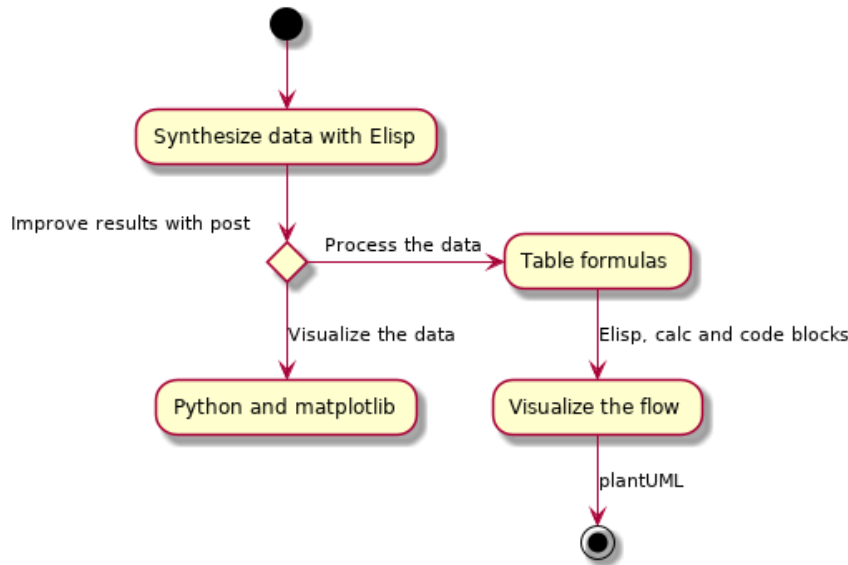 Synthesize data with Elisp
Improve results with post
Process the data
Table formulas
Visualize the data
Elisp, calc and code blocks
Python and matplotlib
Visualize the flow
plantUML